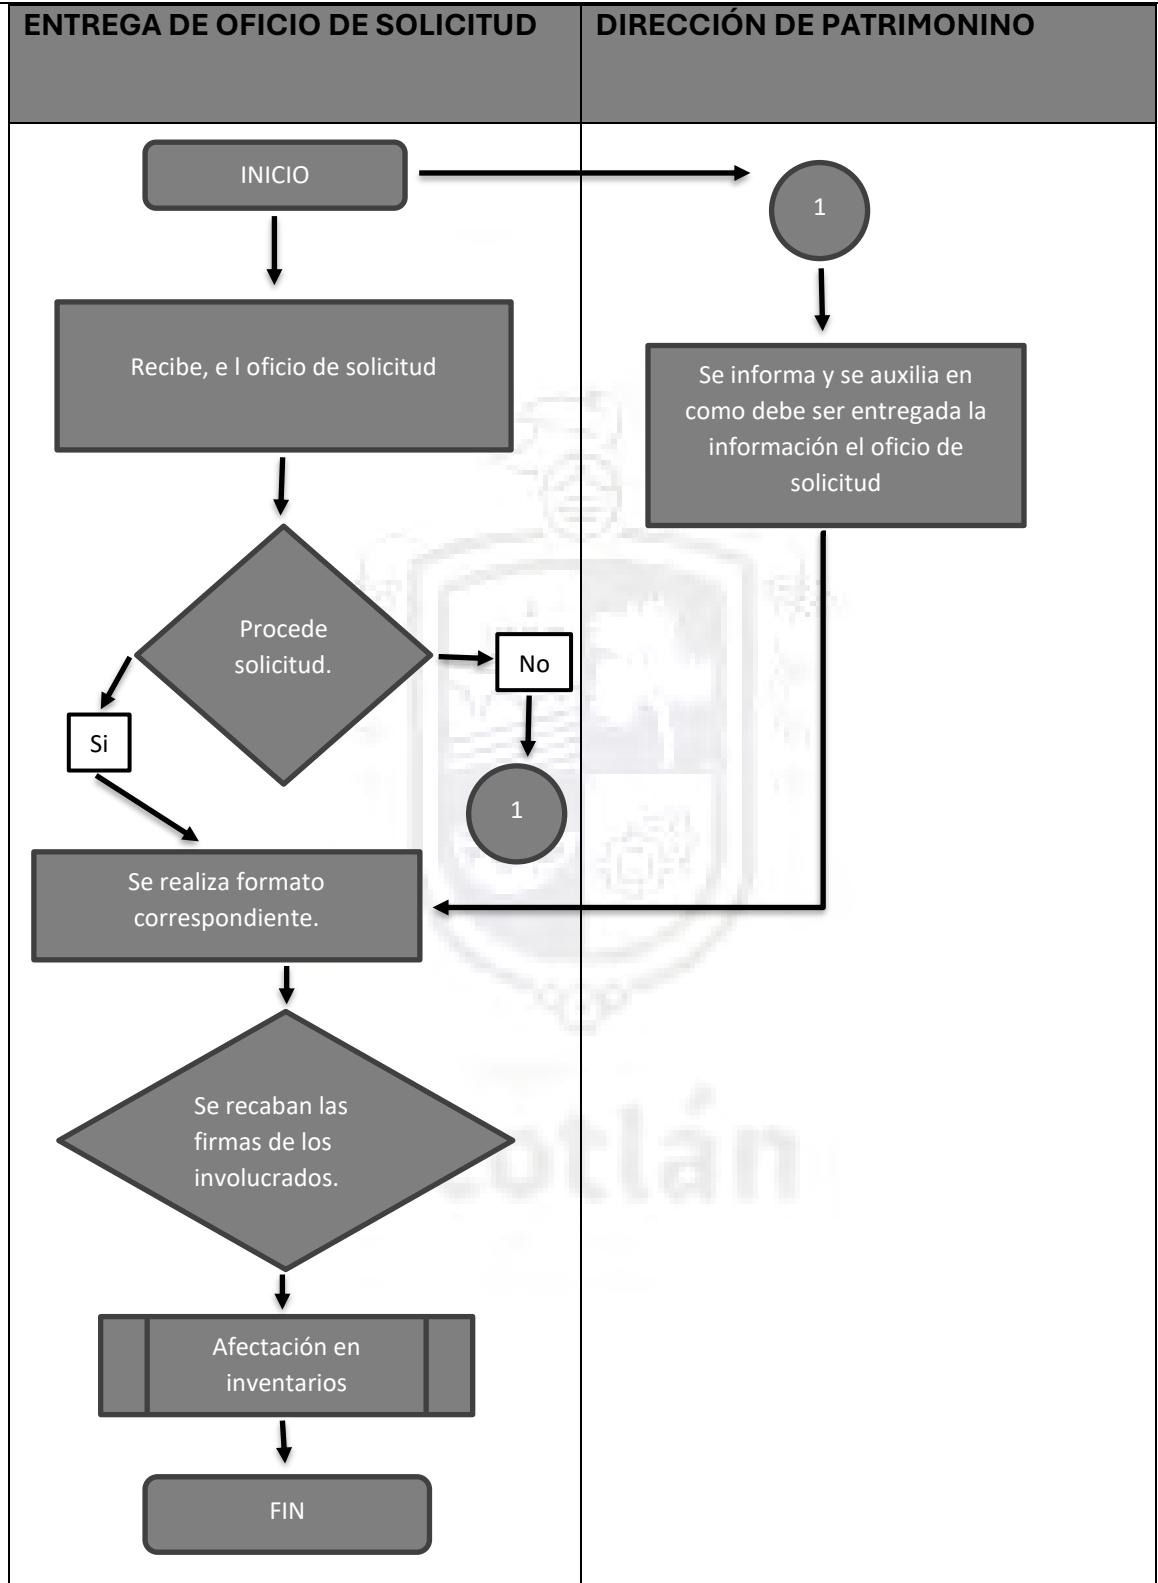 ENTREGA DE OFICIO DE SOLICITUD
DIRECCIÓN DE PATRIMONINO
INICIO
1
Recibe, e l oficio de solicitud
Se informa y se auxilia en
como debe ser entregada la
información el oficio de
solicitud
Procede
solicitud.
No
Si
1
Se realiza formato
correspondiente.
Se recaban las
firmas de los
involucrados.
Afectación en
inventarios
FIN